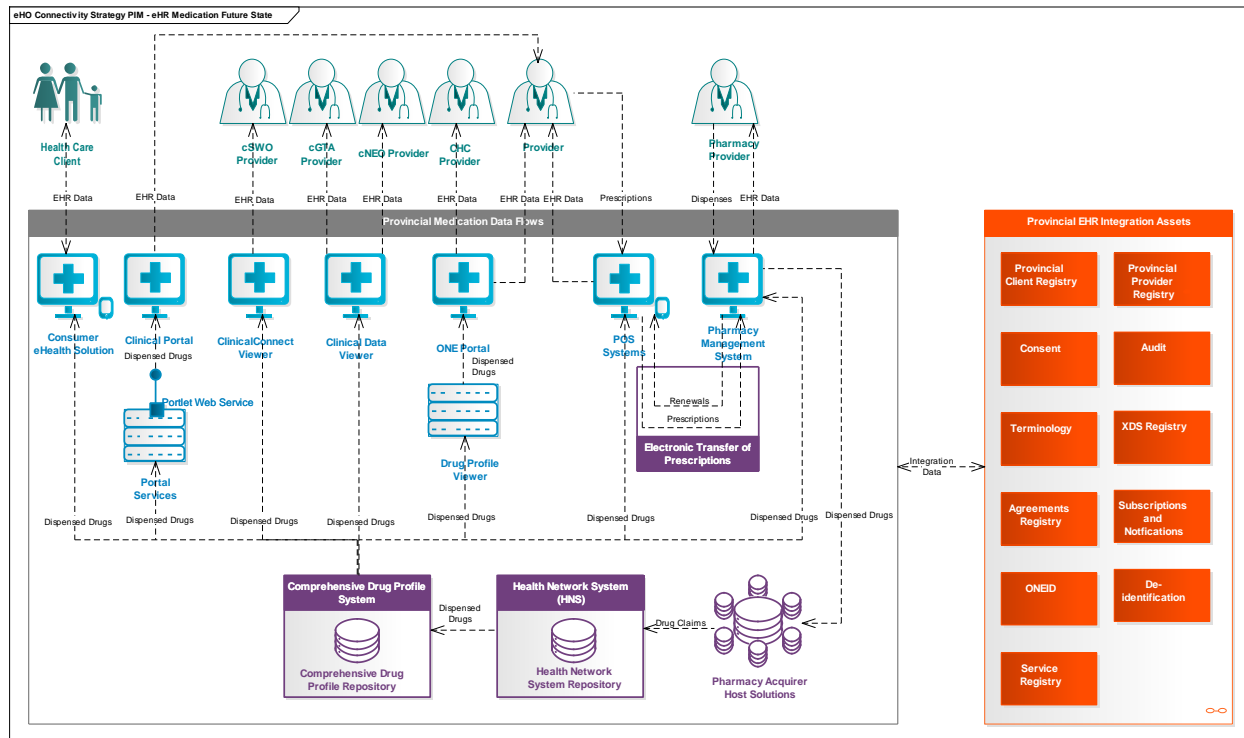 eHO Connectivity Strategy PIM - eHR Medication Future State
Health Care
Client
cSWO
Provider
cGTA
Provider
cNEO Provider
CHC
Provider
Provider
Pharmacy
Provider
EHR Data
EHR Data
EHR Data
EHR Data
EHR Data
EHR Data
EHR Data
EHR Data
Prescriptions
Dispenses
EHR Data
Provincial Medication Data Flows
Provincial EHR Integration Assets
Consumer
eHealth Solution
Clinical Portal
ClinicalConnect
Viewer
Clinical Data
Viewer
ONE Portal
POS
Systems
Pharmacy
Management
System
Dispensed Drugs
Dispensed
Drugs
Portlet Web Service
Portal
Services
Drug Profile
Viewer
Renewals
Prescriptions
Electronic Transfer of
Prescriptions
Integration
Data
Dispensed Drugs
Dispensed Drugs
Dispensed Drugs
Dispensed Drugs
Dispensed Drugs
Dispensed Drugs
Dispensed Drugs
Dispensed Drugs
Comprehensive Drug Profile
System
Comprehensive Drug
Profile Repository
Dispensed
Drugs
Health Network System
(HNS)
Health Network
System Repository
Drug Claims
Pharmacy Acquirer
Host Solutions
Provincial
Client Registry
Provincial
Provider
Registry
Consent
Audit
Terminology
XDS Registry
Agreements
Registry
Subscriptions
and
Notfications
ONEID
De-
identification
Service
Registry